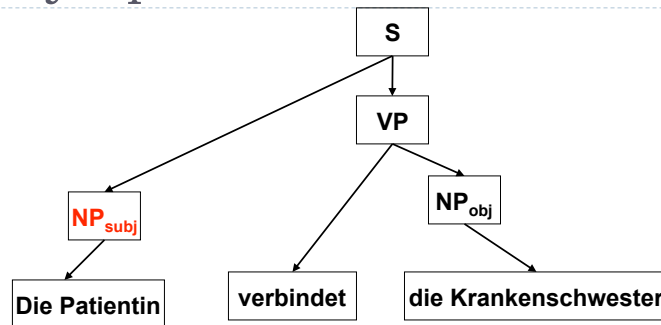 S
VP
NPsubj
NPobj
Die Patientin
verbindet
die Krankenschwester